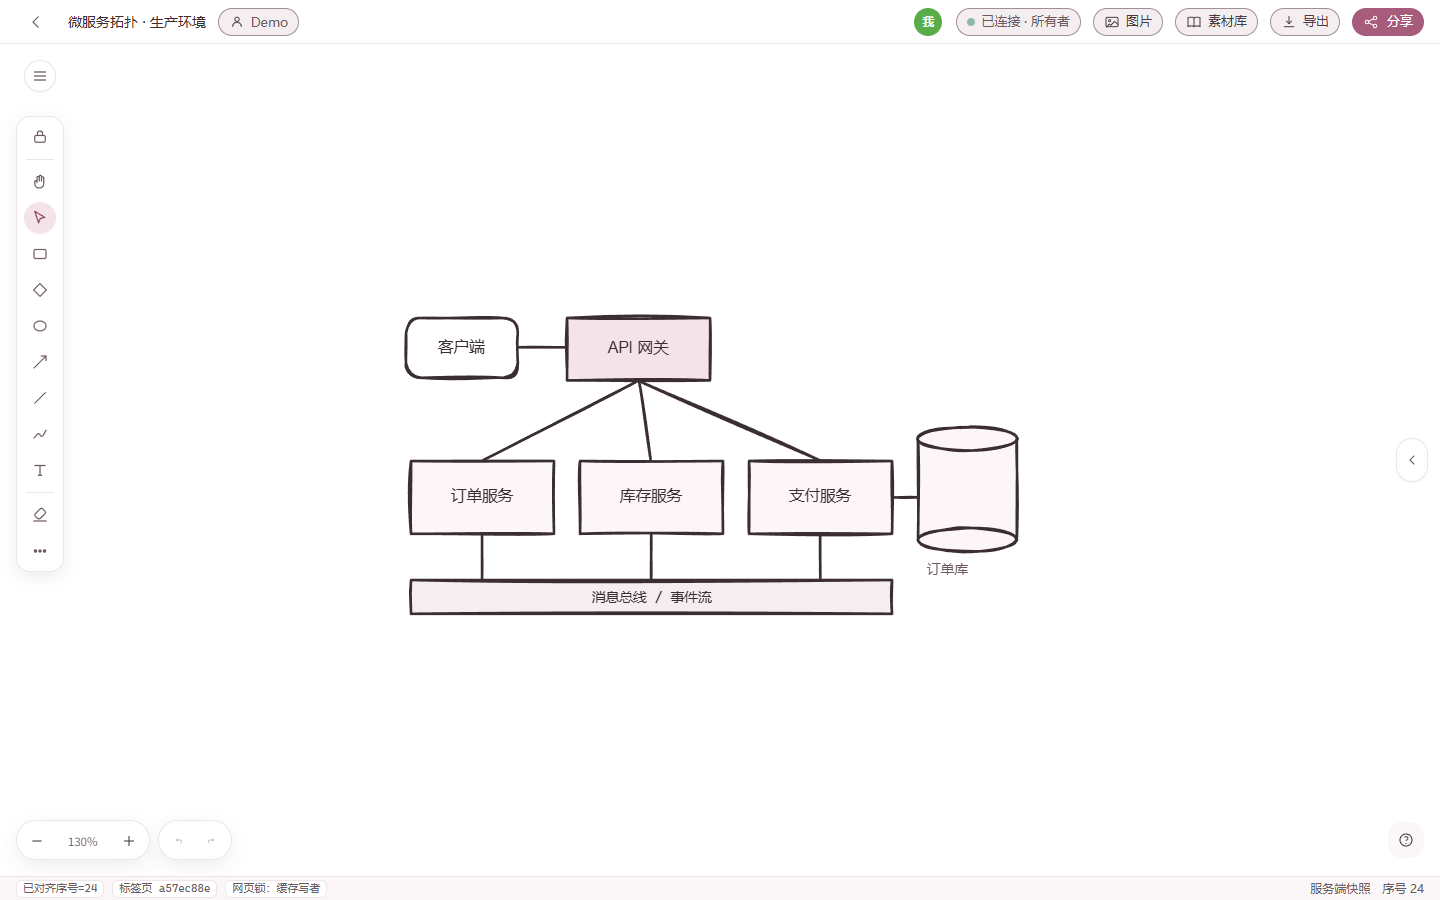 微服务拓扑 · 生产环境
Demo
我
已连接 · 所有者
图片
素材库
导出
分享
客户端
API 网关
订单服务
库存服务
支付服务
订单库
消息总线 / 事件流
130%
已对齐序号=24
标签页 a57ec88e
网页锁: 缓存写者
服务端快照
序号 24